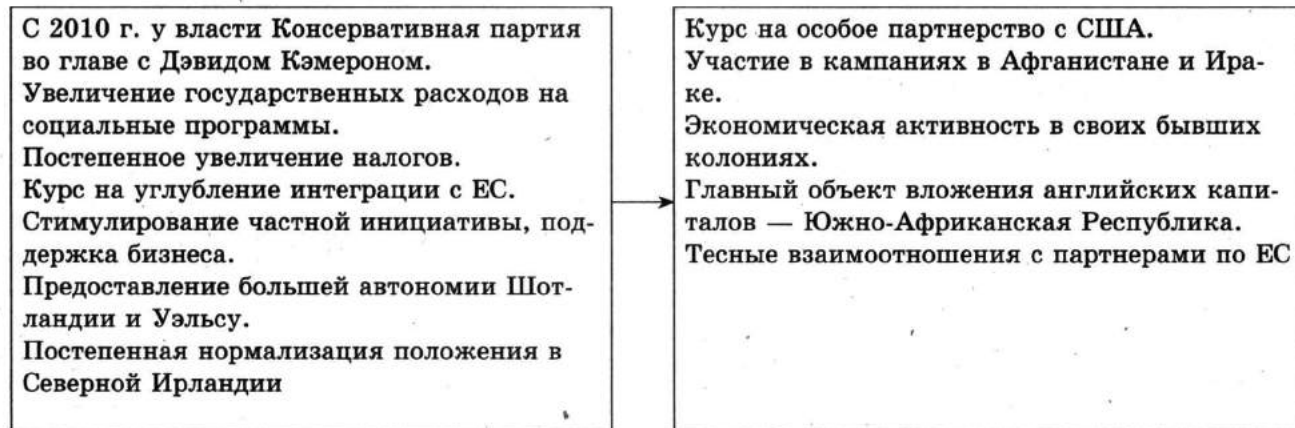 С 2010 г. у власти Консервативная партия
во главе с Дэвидом Кэмероном.
Увеличение государственных расходов на
социальные программы.
Постепенное увеличение налогов.
Курс на углубление интеграции с ЕС.
Стимулирование частной инициативы, под-
держка бизнеса.
Предоставление большей автономии Шот-
ландии и Уэльсу.
Постепенная нормализация положения в
Северной Ирландии
Курс на особое партнерство с США.
Участие в кампаниях в Афганистане и Ира-
ке.
Экономическая активность в своих бывших
колониях.
Главный объект вложения английских капи-
талов — Южно-Африканская Республика.
Тесные взаимоотношения с партнерами по ЕС